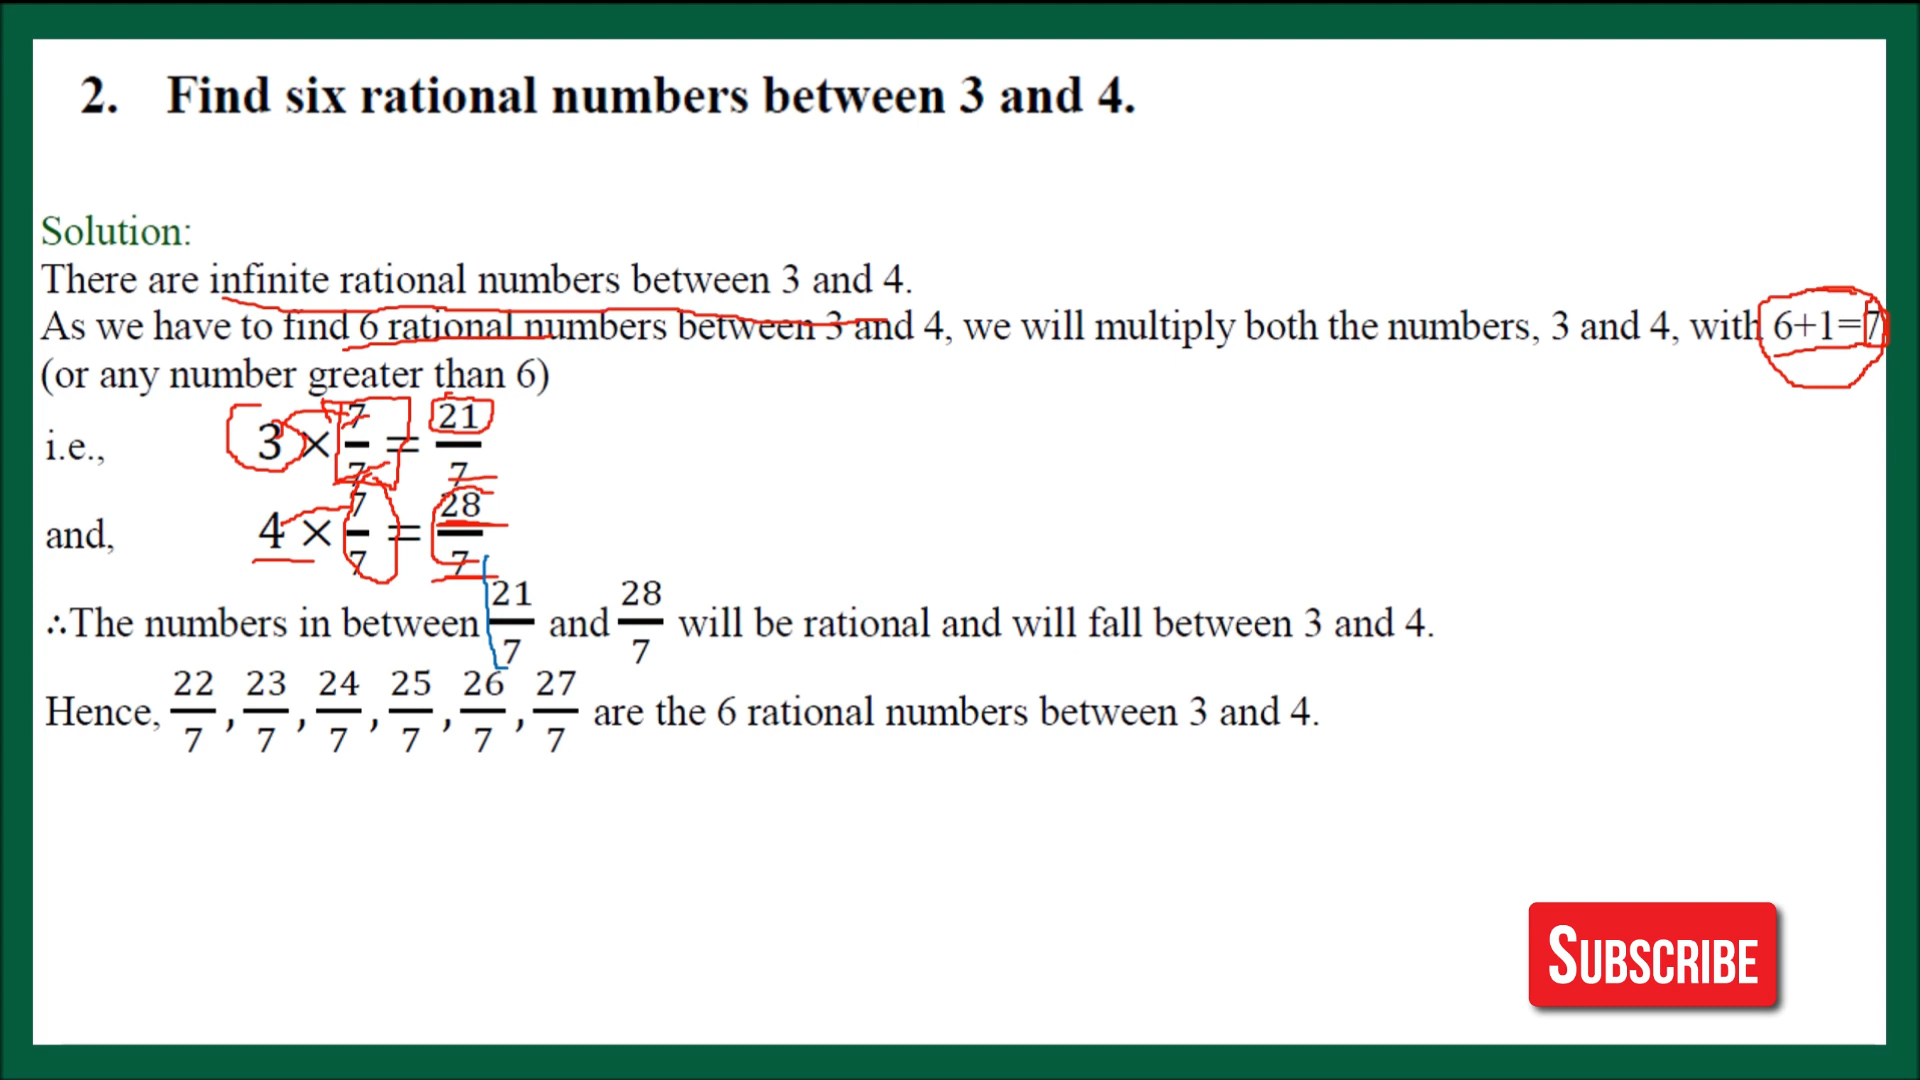 2. Find six rational numbers between 3 and 4.
Solution:
There are infinite rational numbers between 3 and 4.
As we have to find 6 rational numbers between 3 and 4, we will multiply both the numbers, 3 and 4, with 6+1=7
(or any number greater than 6)
i.e., 3 × 7/7 = 21/7
and, 4 × 7/7 = 28/7
∴The numbers in between 21/7 and 28/7 will be rational and will fall between 3 and 4.
Hence, 22/7, 23/7, 24/7, 25/7, 26/7, 27/7 are the 6 rational numbers between 3 and 4.
SUBSCRIBE